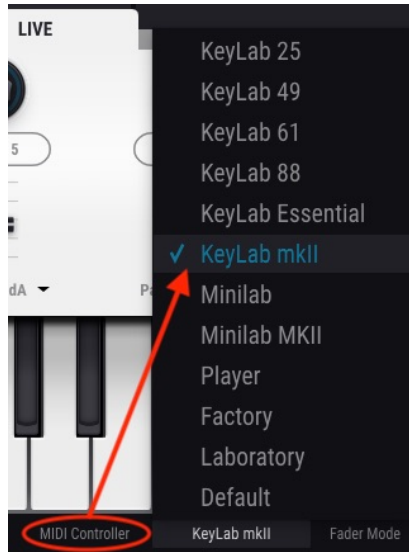 LIVE
KeyLab 25
KeyLab 49
KeyLab 61
5
KeyLab 88
KeyLab Essential
KeyLab mkII
dA
Pa
Minilab
Minilab MKII
Player
Factory
Laboratory
Default
MIDI Controller
KeyLab mkII
Fader Mode